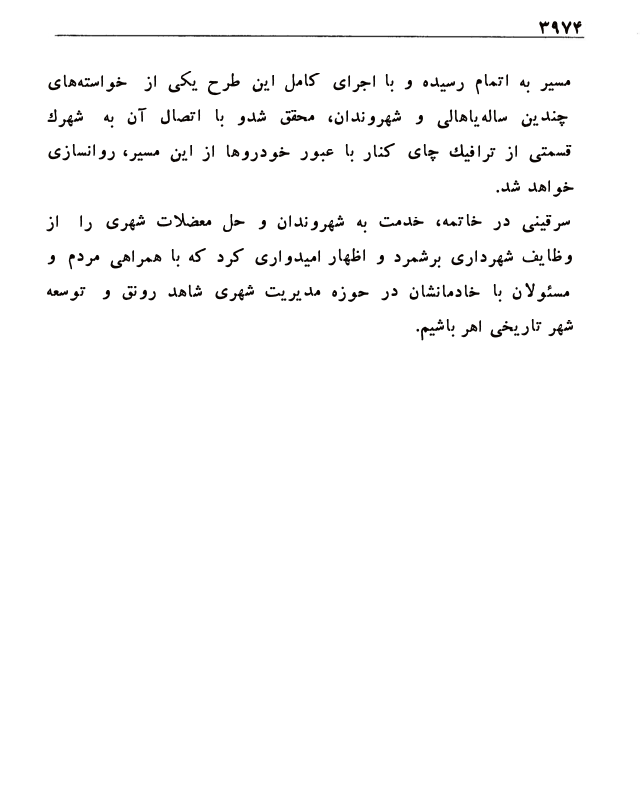 ۳۹۷۴
مسیر به اتمام رسیده و با اجرای کامل این طرح یکی از خواسته‌های
چندین ساله‌یاهالی و شهروندان، محقق شدو با اتصال آن به شهرك
قسمتی از ترافیك چای کنار با عبور خودروها از این مسیر، روانسازی
خواهد شد.
سرقینی در خاتمه، خدمت به شهروندان و حل معضلات شهری را از
وظایف شهرداری برشمرد و اظهار امیدواری کرد که با همراهی مردم و
مسئولان با خادمانشان در حوزه مدیریت شهری شاهد رونق و توسعه
شهر تاریخی اهر باشیم.